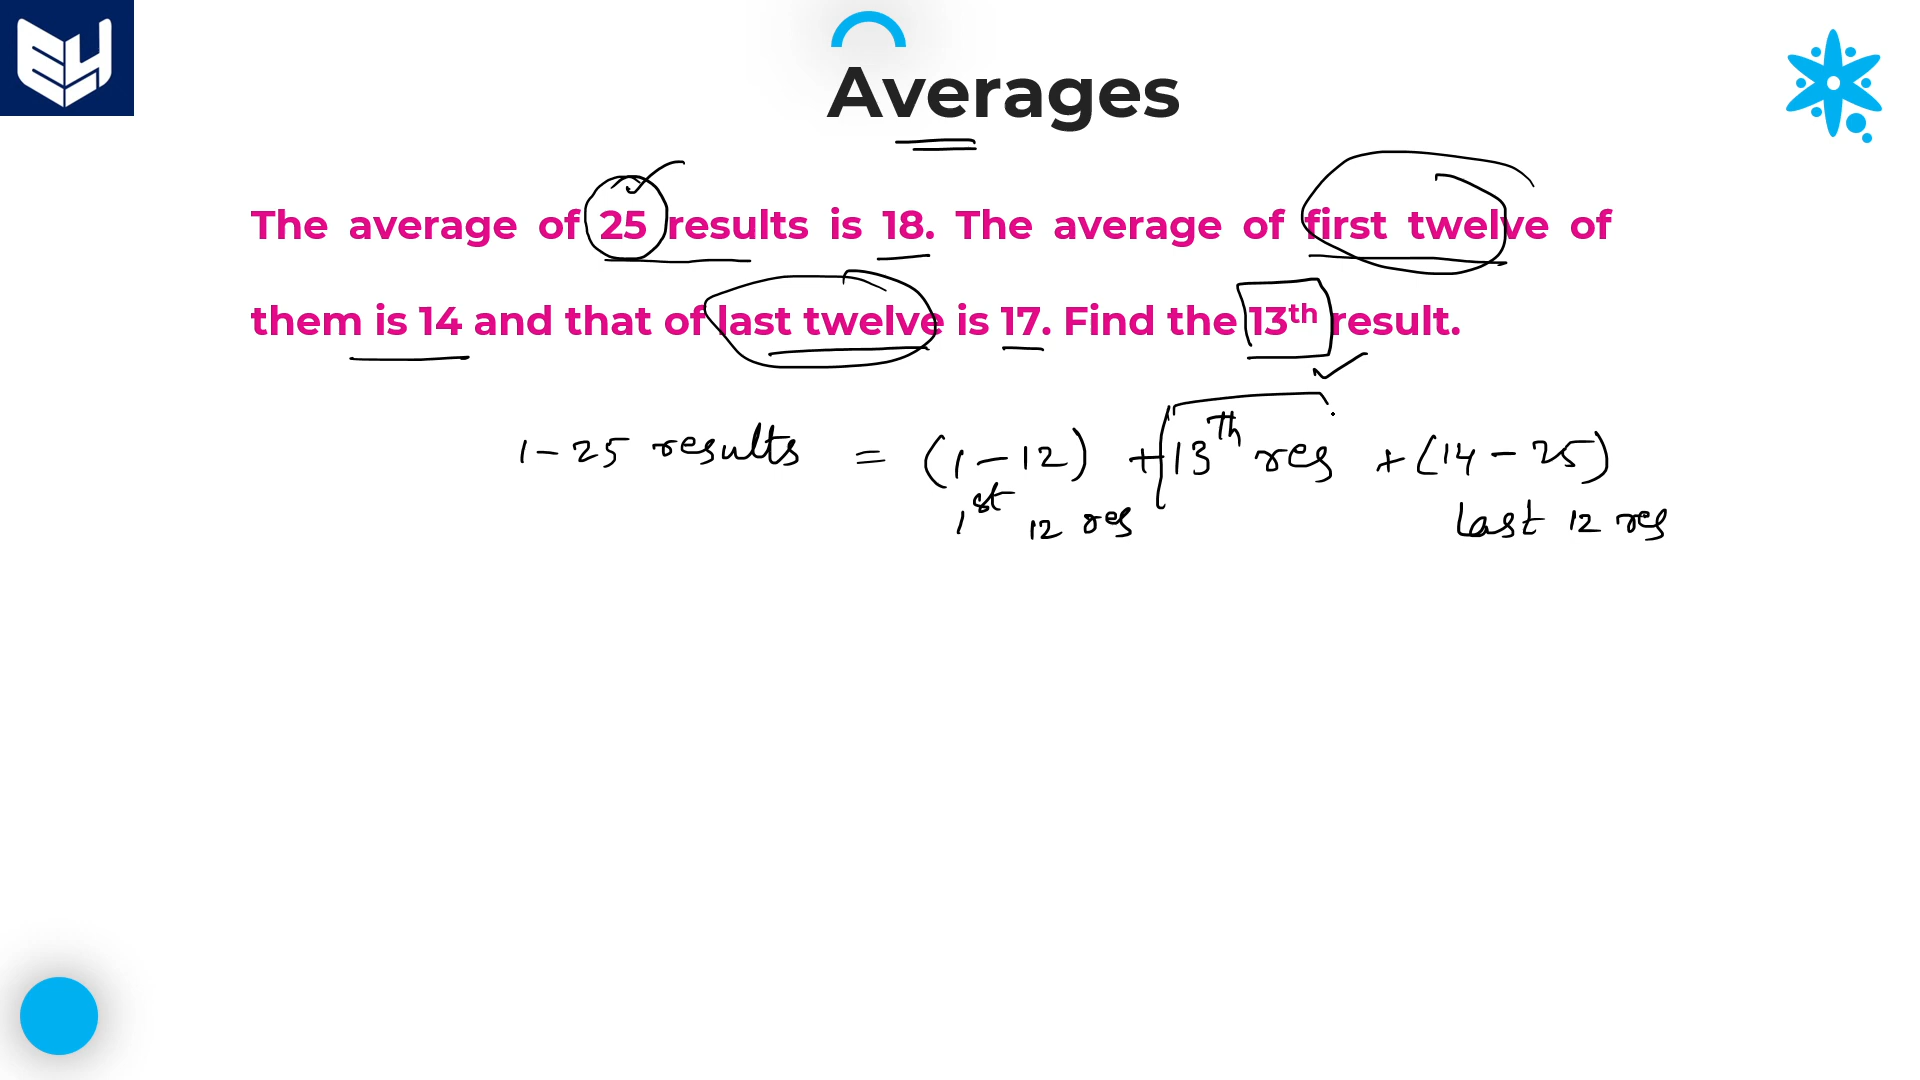 Averages
The average of 25 results is 18. The average of first twelve of
them is 14 and that of last twelve is 17. Find the 13th result.
1 - 25 results = (1 - 12) + 13th res + (14 - 25)
1st 12 res last 12 res